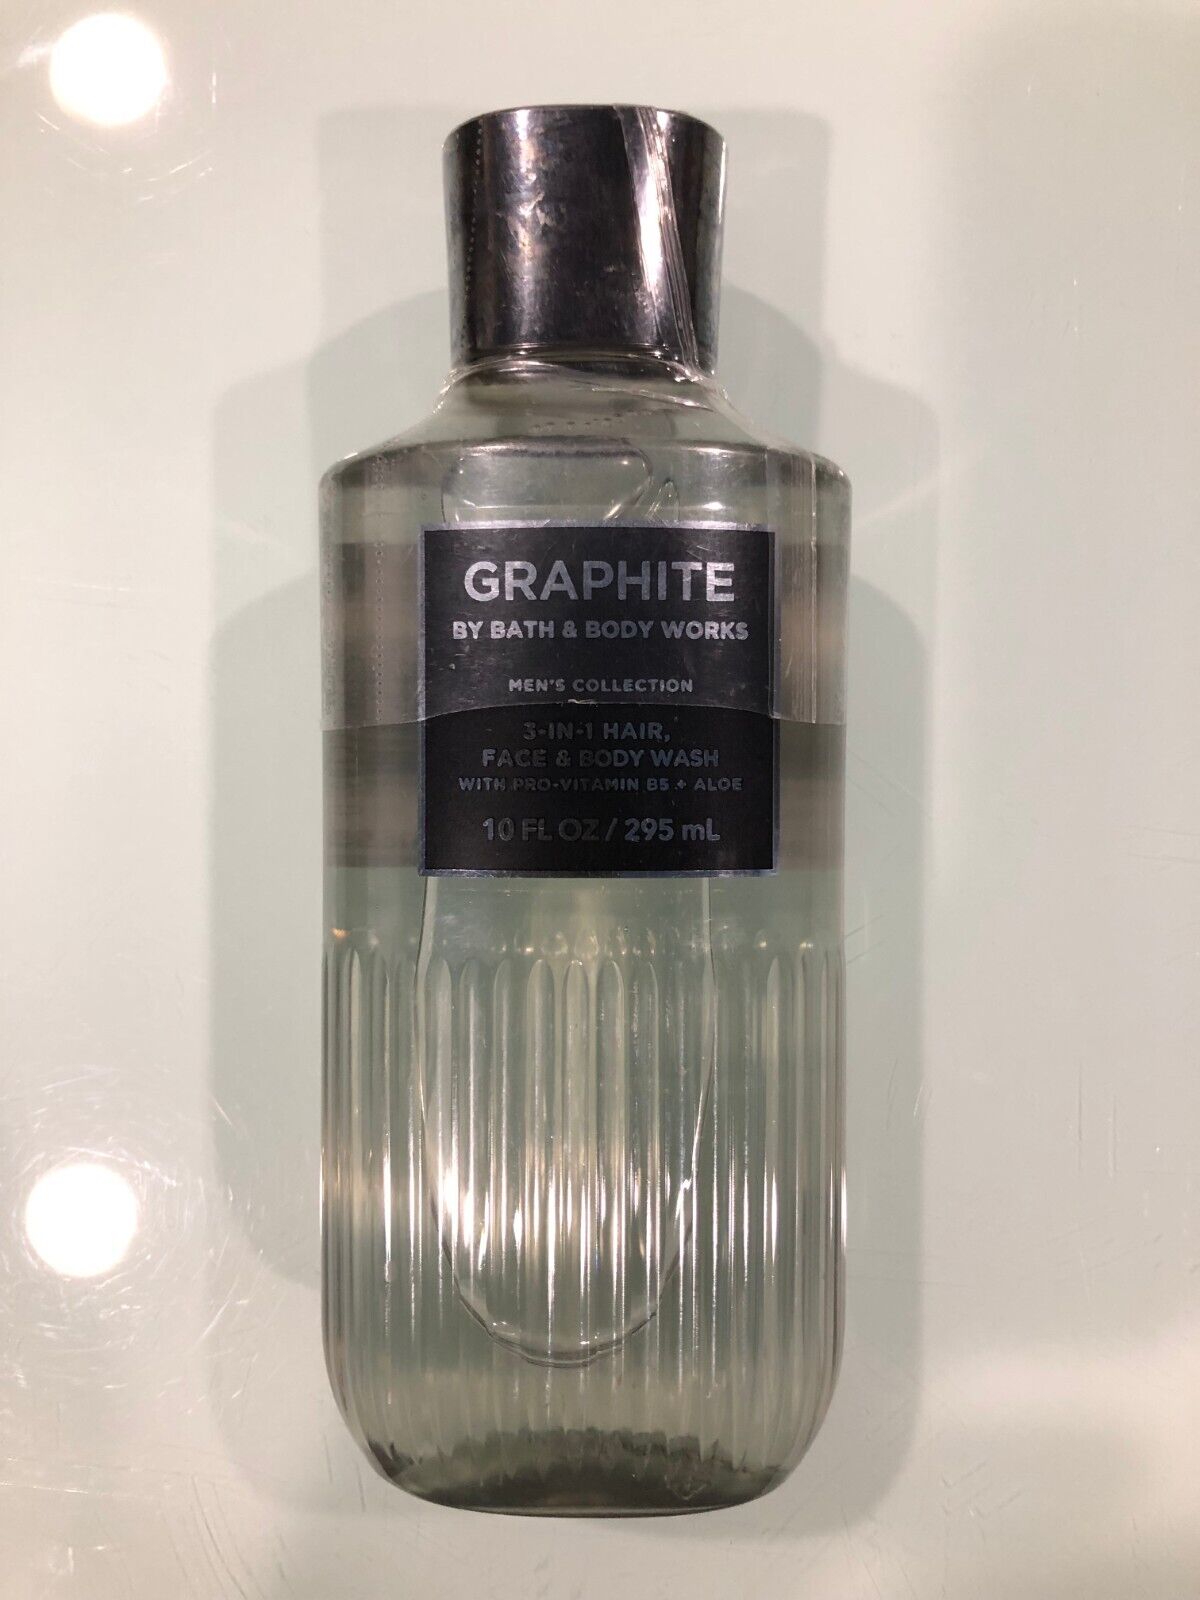 GRAPHITE
BY BATH & BODY WORKS
MEN'S COLLECTION
3-IN-1 HAIR,
FACE & BODY WASH
WITH PRO-VITAMIN B5 + ALOE
10 FL OZ / 295 mL